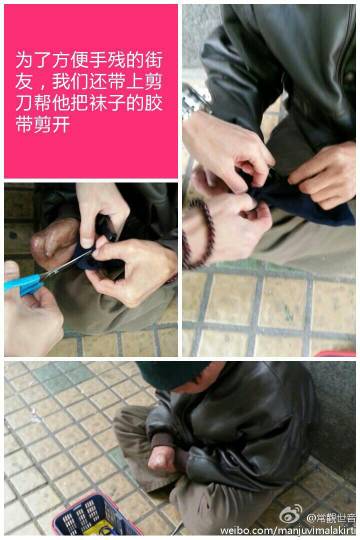 为了方便手残的街
友，我们还带上剪
刀帮他把袜子的胶
带剪开
@常觀世音
weibo.com/manjuvimalakirti